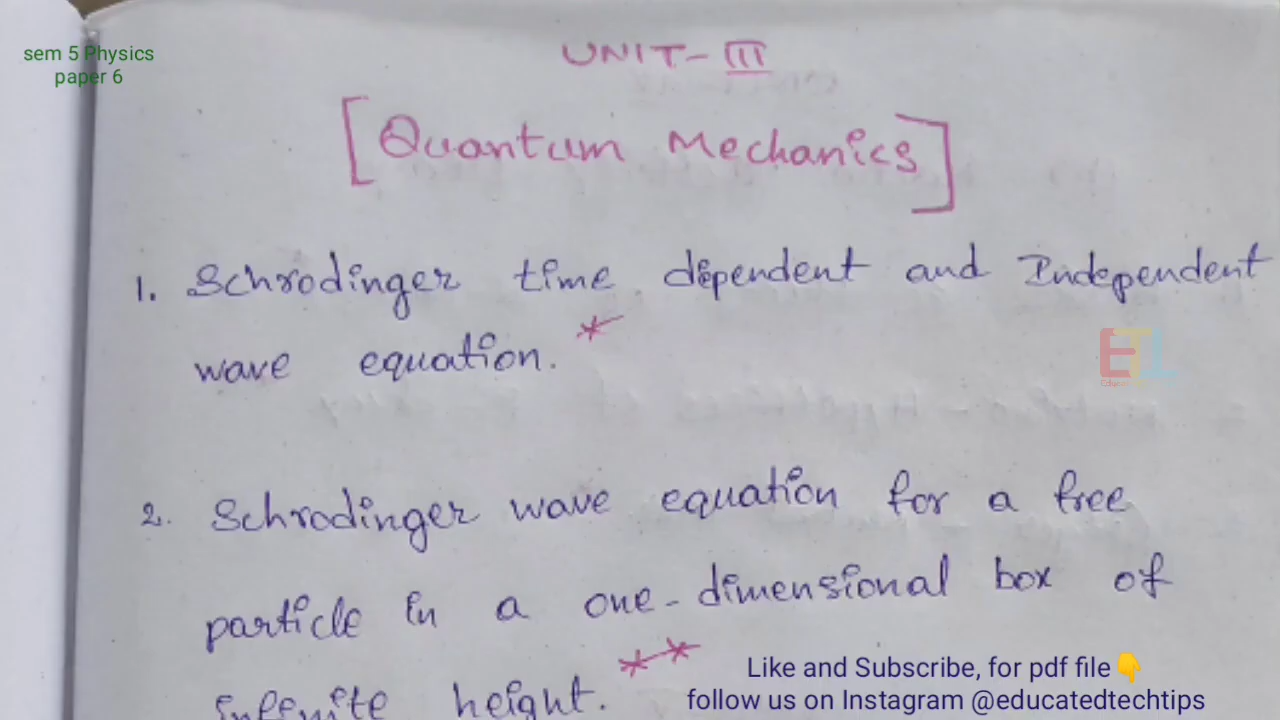 sem 5 Physics
paper 6
UNIT-III
[Quantum Mechanics]
1. Schrodinger time dependent and Independent
wave equation. *
2. Schrodinger wave equation for a free
particle in a one-dimensional box of
infinite height. **
Like and Subscribe, for pdf file👇
follow us on Instagram @educatedtechtips
ETL